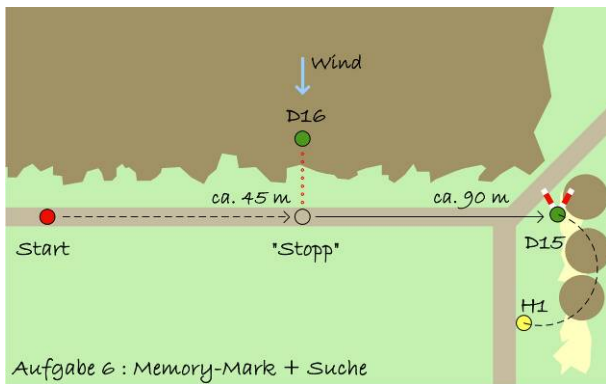 Wind
D16
ca. 45 m
ca. 90 m
Start
"Stopp"
D15
H1
Aufgabe 6 : Memory-Mark + Suche